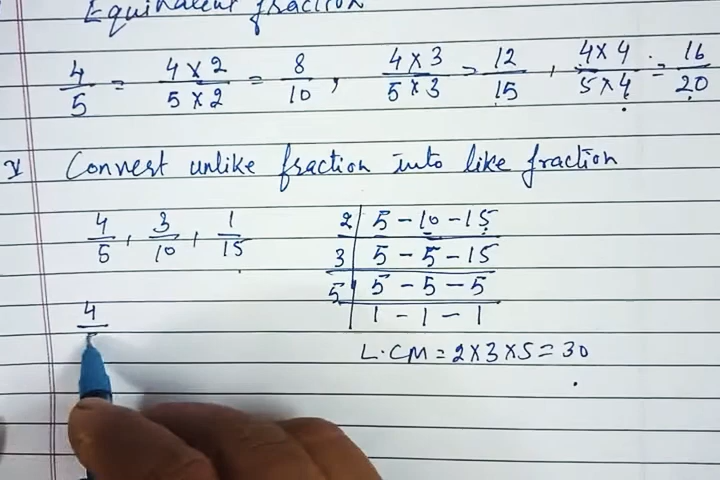 Equivalent fraction
4/5 = 4×2/5×2 = 8/10 , 4×3/5×3 = 12/15 , 4×4/5×4 = 16/20
Convert unlike fraction into like fraction
4/5 , 3/10 , 1/15
2 | 5 - 10 - 15
3 | 5 - 5 - 15
5 | 5 - 5 - 5
1 - 1 - 1
L.CM = 2×3×5 = 30
4